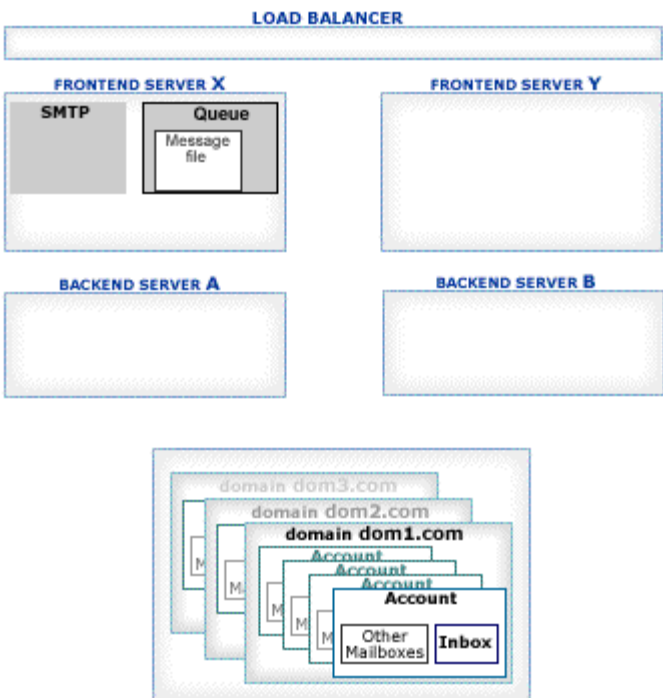 LOAD BALANCER
FRONTEND SERVER X
FRONTEND SERVER Y
SMTP
Queue
Message
file
BACKEND SERVER A
BACKEND SERVER B
domain dom3.com
domain dom2.com
domain dom1.com
Account
Account
Account
Account
M
M
M
M
M
Other
Mailboxes
Inbox